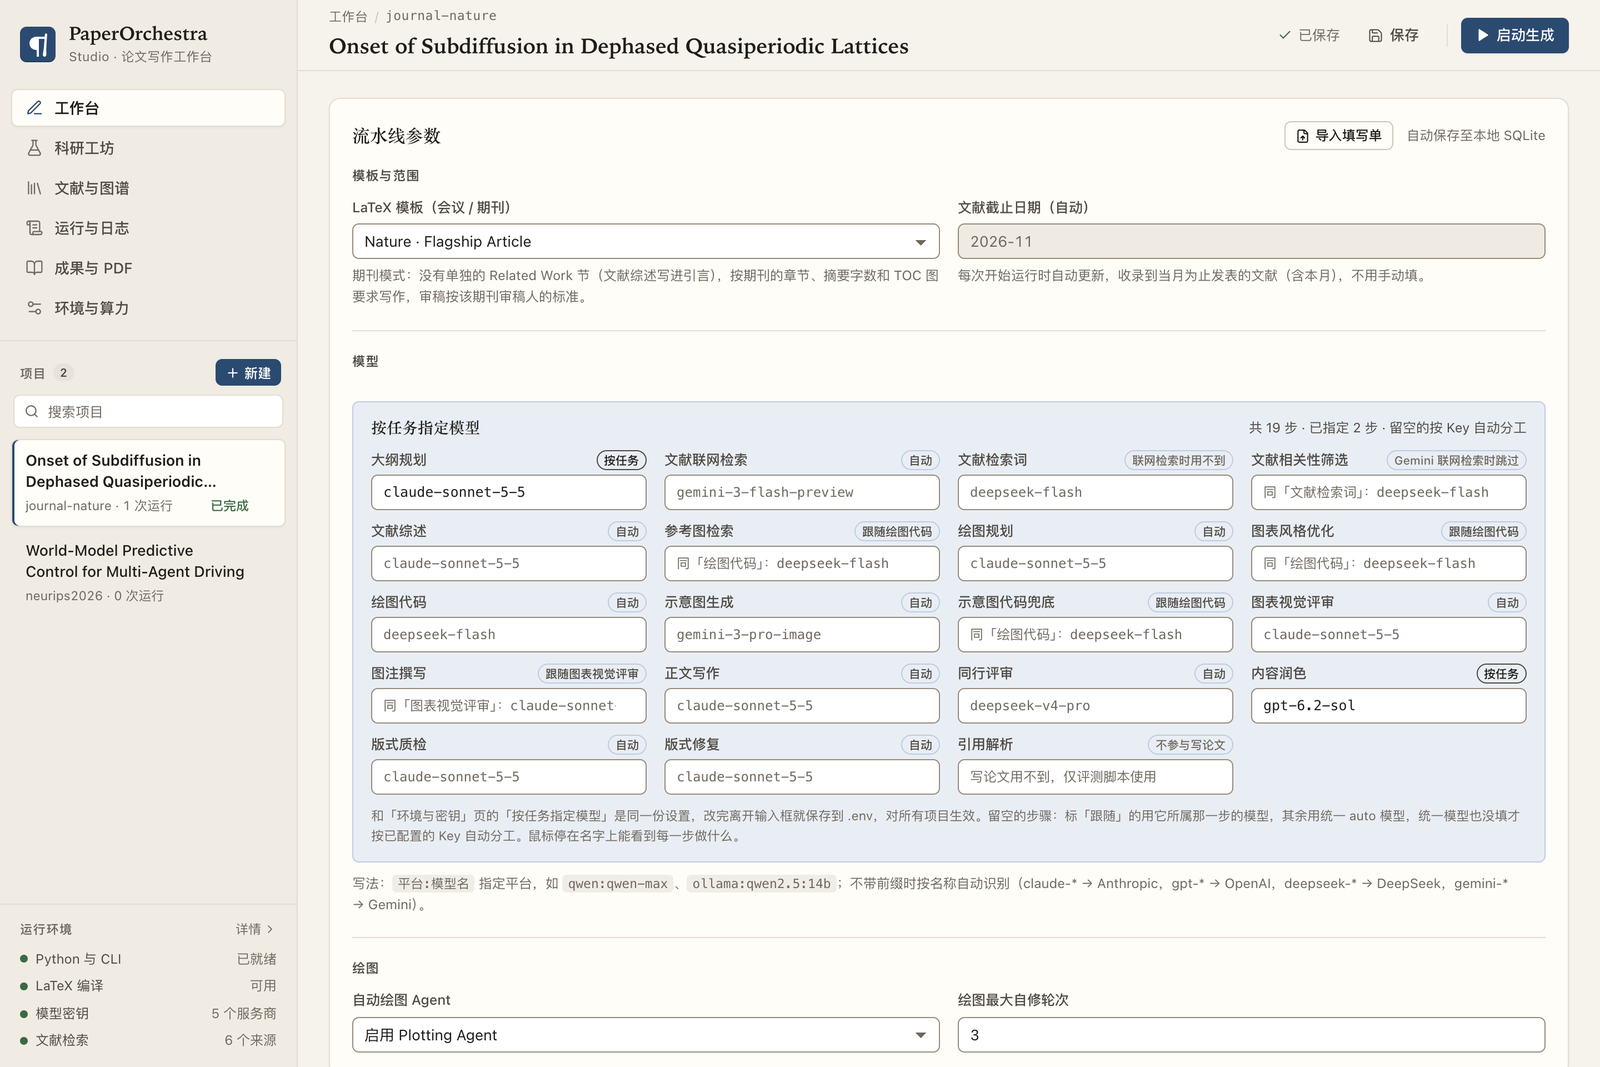 PaperOrchestra
Studio · 论文写作工作台
工作台
科研工坊
文献与图谱
运行与日志
成果与 PDF
环境与算力
项目 2
+ 新建
搜索项目
Onset of Subdiffusion in
Dephased Quasiperiodic...
journal-nature · 1 次运行 已完成
World-Model Predictive
Control for Multi-Agent Driving
neurips2026 · 0 次运行
运行环境 详情 >
Python 与 CLI 已就绪
LaTeX 编译 可用
模型密钥 5 个服务商
文献检索 6 个来源
工作台 / journal-nature
Onset of Subdiffusion in Dephased Quasiperiodic Lattices
已保存 保存 启动生成
流水线参数
导入填写单 自动保存至本地 SQLite
模板与范围
LaTeX 模板（会议 / 期刊） 文献截止日期（自动）
Nature · Flagship Article 2026-11
期刊模式：没有单独的 Related Work 节（文献综述写进引言），按期刊的章节、摘要字数和 TOC 图 每次开始运行时自动更新，收录到当月为止发表的文献（含本月），不用手动填。
要求写作，审稿按该期刊审稿人的标准。
模型
按任务指定模型 共 19 步 · 已指定 2 步 · 留空的按 Key 自动分工
大纲规划 按任务 文献联网检索 自动 文献检索词 联网检索时用不到 文献相关性筛选 Gemini 联网检索时跳过
claude-sonnet-5-5 gemini-3-flash-preview deepseek-flash 同「文献检索词」：deepseek-flash
文献综述 自动 参考图检索 跟随绘图代码 绘图规划 自动 图表风格优化 跟随绘图代码
claude-sonnet-5-5 同「绘图代码」：deepseek-flash claude-sonnet-5-5 同「绘图代码」：deepseek-flash
绘图代码 自动 示意图生成 自动 示意图代码兜底 跟随绘图代码 图表视觉评审 自动
deepseek-flash gemini-3-pro-image 同「绘图代码」：deepseek-flash claude-sonnet-5-5
图注撰写 跟随图表视觉评审 正文写作 自动 同行评审 自动 内容润色 按任务
同「图表视觉评审」：claude-sonnet- claude-sonnet-5-5 deepseek-v4-pro gpt-6.2-sol
版式质检 自动 版式修复 自动 引用解析 不参与写论文
claude-sonnet-5-5 claude-sonnet-5-5 写论文用不到，仅评测脚本使用
和「环境与密钥」页的「按任务指定模型」是同一份设置，改完离开输入框就保存到 .env，对所有项目生效。留空的步骤：标「跟随」的用它所属那一步的模型，其余用统一 auto 模型，统一模型也没填才
按已配置的 Key 自动分工。鼠标停在名字上能看到每一步做什么。
写法： 平台:模型名 指定平台，如 qwen:qwen-max 、 ollama:qwen2.5:14b ；不带前缀时按名称自动识别（claude-* → Anthropic，gpt-* → OpenAI，deepseek-* → DeepSeek，gemini-*
→ Gemini）。
绘图
自动绘图 Agent 绘图最大自修轮次
启用 Plotting Agent 3